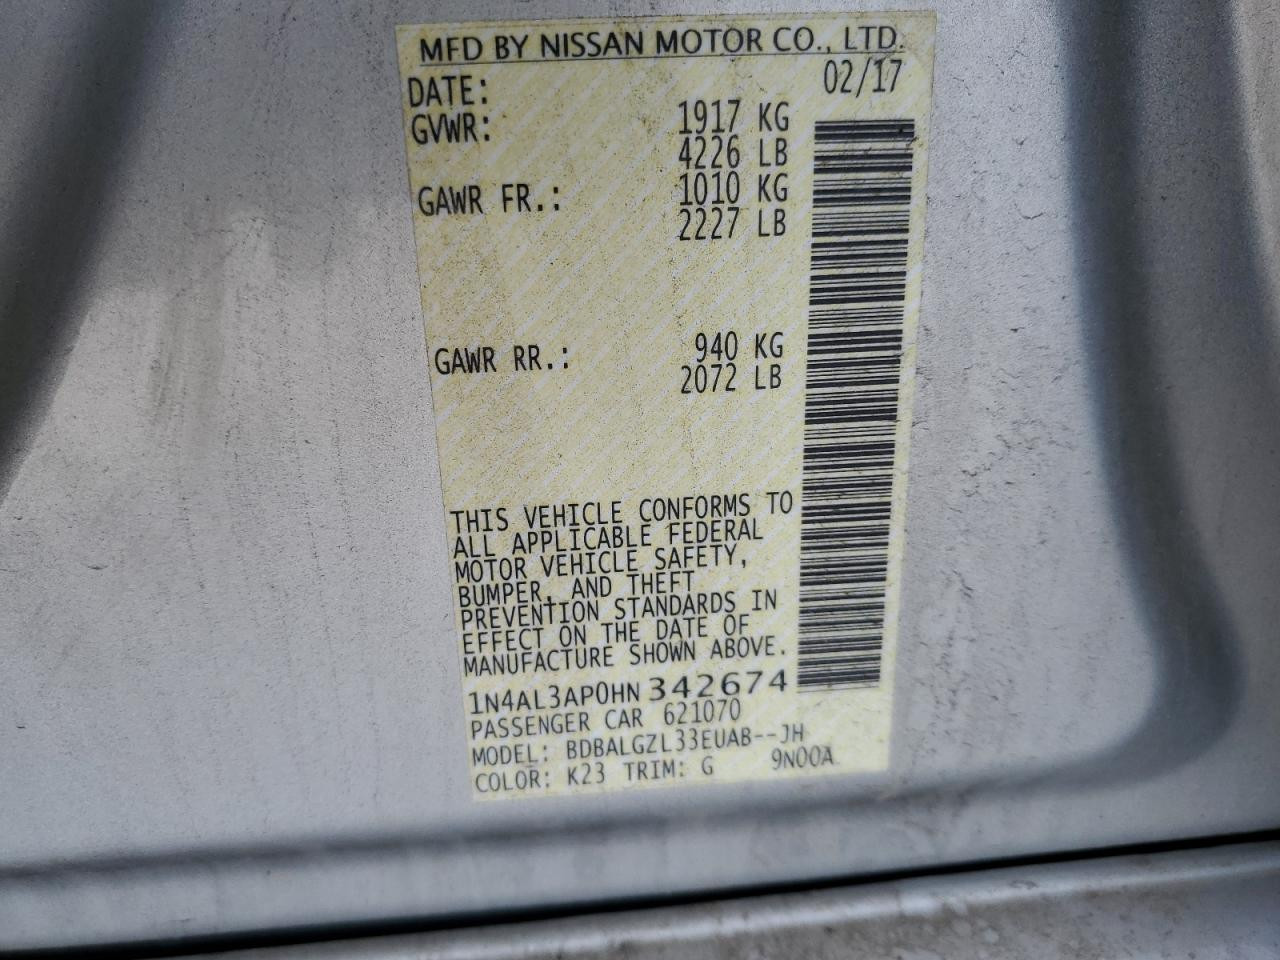 MFD BY NISSAN MOTOR CO., LTD.
DATE: 02/17
GVWR: 1917 KG
4226 LB
GAWR FR.: 1010 KG
2227 LB
GAWR RR.: 940 KG
2072 LB
THIS VEHICLE CONFORMS TO
ALL APPLICABLE FEDERAL
MOTOR VEHICLE SAFETY,
BUMPER, AND THEFT
PREVENTION STANDARDS IN
EFFECT ON THE DATE OF
MANUFACTURE SHOWN ABOVE.
1N4AL3AP0HN342674
PASSENGER CAR 621070
MODEL: BDBALGZL33EUAB--JH
COLOR: K23 TRIM: G 9N00A